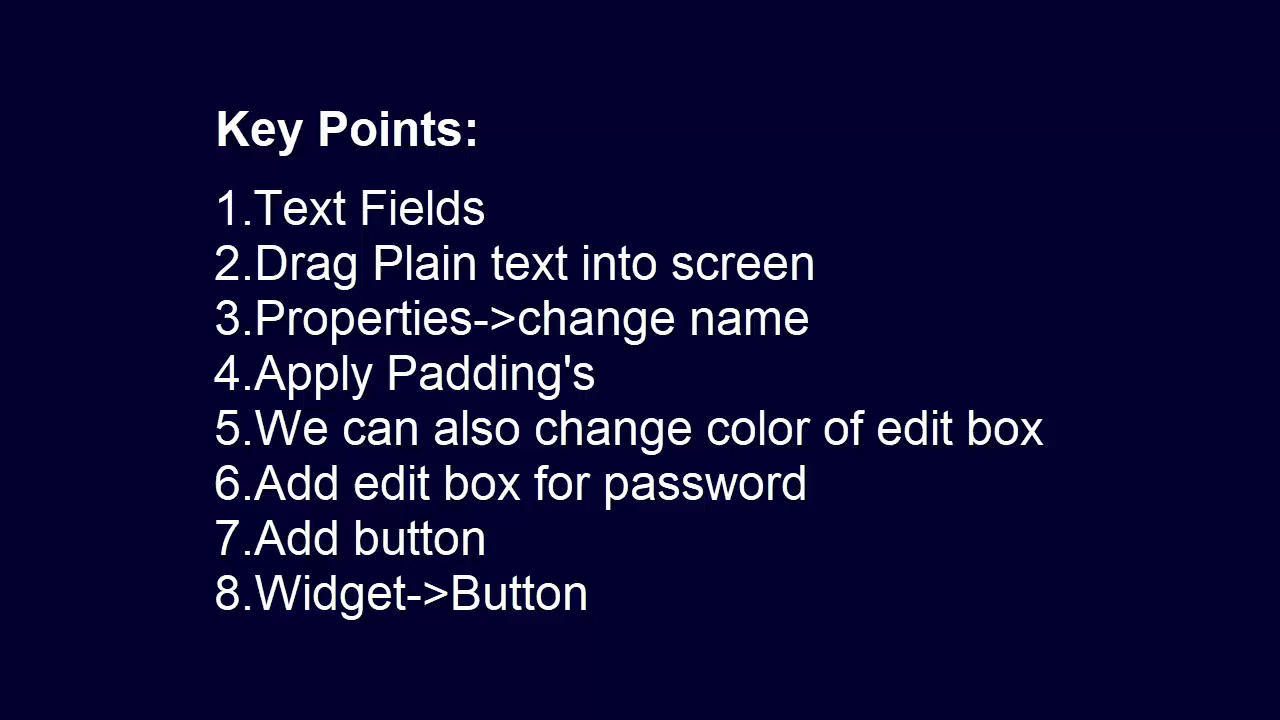 Key Points:
1.Text Fields
2.Drag Plain text into screen
3.Properties->change name
4.Apply Padding's
5.We can also change color of edit box
6.Add edit box for password
7.Add button
8.Widget->Button